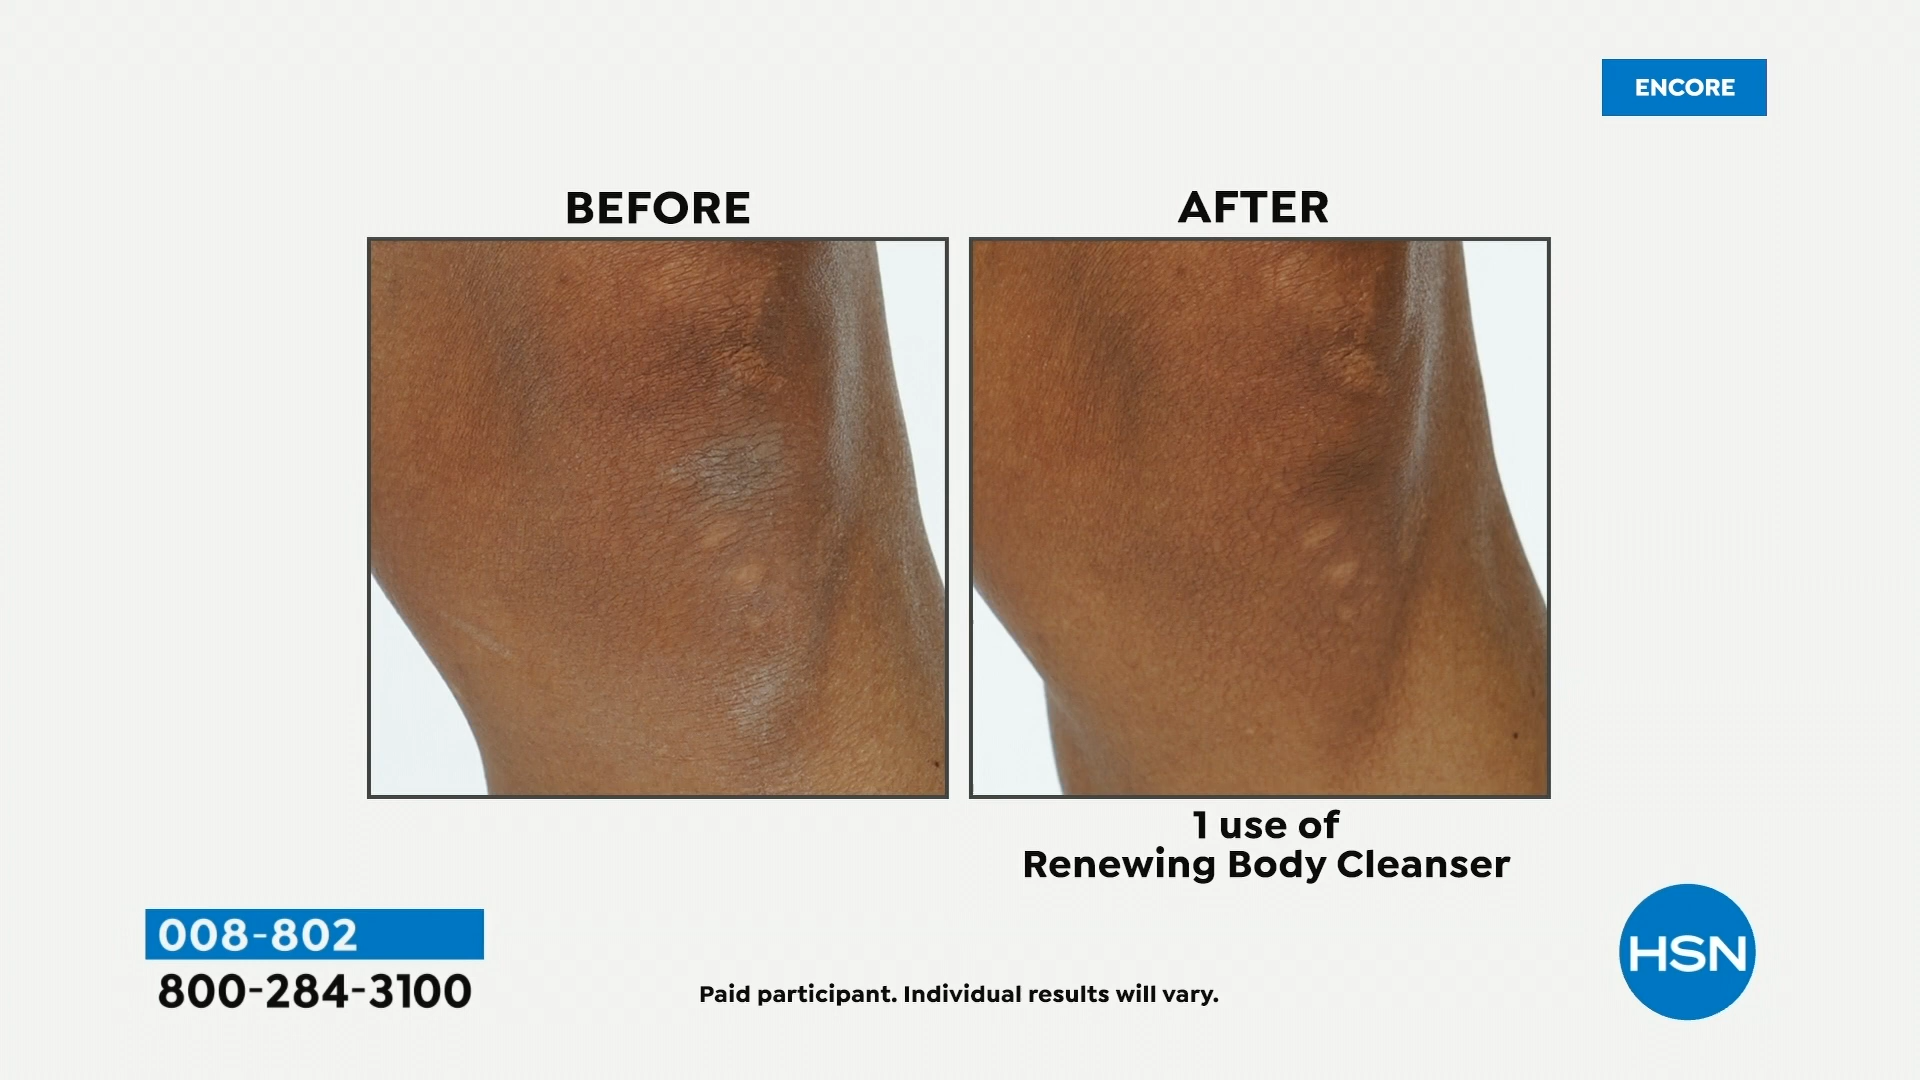 ENCORE
BEFORE
AFTER
1 use of
Renewing Body Cleanser
008-802
800-284-3100
Paid participant. Individual results will vary.
HSN